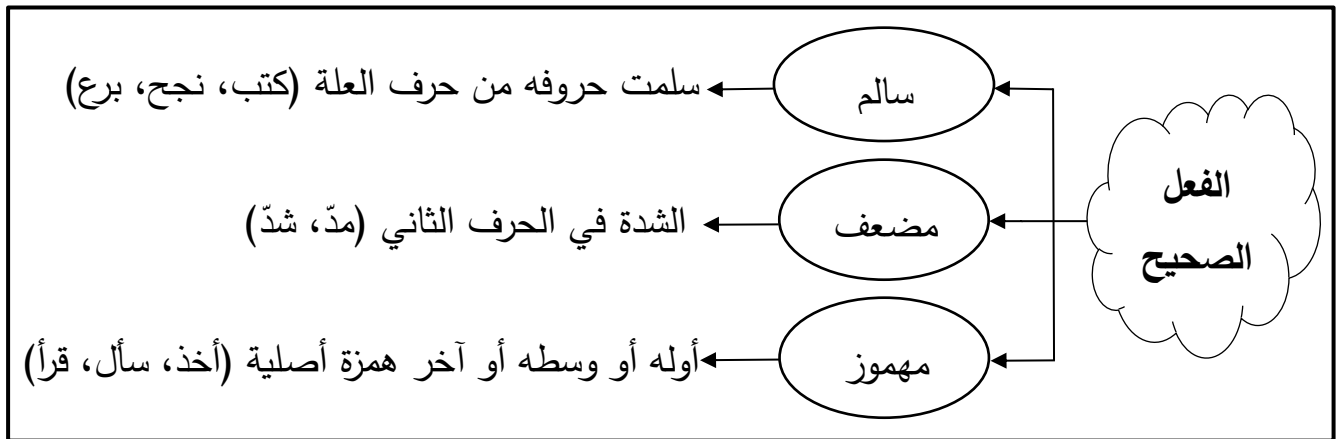 الفعل
الصحيح
سالم
سلمت حروفه من حرف العلة (كتب، نجح، برع)
مضعف
الشدة في الحرف الثاني (مدّ، شدّ)
مهموز
أوله أو وسطه أو آخر همزة أصلية (أخذ، سأل، قرأ)